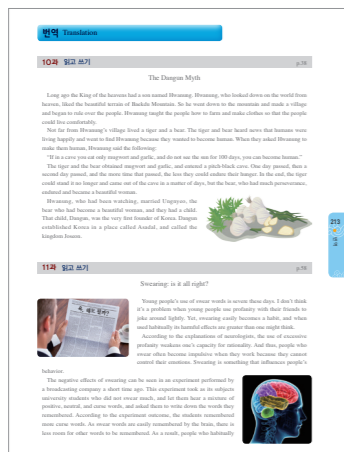 번역 Translation
10과 읽고 쓰기
p.38
The Dangun Myth
Long ago the King of the heavens had a son named Hwanung. Hwanung, who looked down on the world from
heaven, liked the beautiful terrain of Baekdu Mountain. So he went down to the mountain and made a village
and began to rule over the people. Hwanung taught the people how to farm and make clothes so that the people
could live comfortably.
Not far from Hwanung's village lived a tiger and a bear. The tiger and bear heard news that humans were
living happily and went to find Hwanung because they wanted to become human. When they asked Hwanung to
make them human, Hwanung said the following:
"If in a cave you eat only mugwort and garlic, and do not see the sun for 100 days, you can become human."
The tiger and the bear obtained mugwort and garlic, and entered a pitch-black cave. One day passed, then a
second day passed, and the more time that passed, the less they could endure their hunger. In the end, the tiger
could stand it no longer and came out of the cave in a matter of days, but the bear, who had much perseverance,
endured and became a beautiful woman.
Hwanung, who had been watching, married Ungnyeo, the
bear who had become a beautiful woman, and they had a child.
That child, Dangun, was the very first founder of Korea. Dangun
established Korea in a place called Asadal, and called the
kingdom Joseon.
213
번역
11과 읽고 쓰기
Swearing: is it all right?
Young people's use of swear words is severe these days. I don't think
it's a problem when young people use profanity with their friends to
joke around lightly. Yet, swearing easily becomes a habit, and when
used habitually its harmful effects are greater than one might think.
According to the explanations of neurologists, the use of excessive
profanity weakens one's capacity for rationality. And thus, people who
swear often become impulsive when they work because they cannot
control their emotions. Swearing is something that influences people's
behavior.
The negative effects of swearing can be seen in an experiment performed by
a broadcasting company a short time ago. This experiment took as its subjects
university students who did not swear much, and let them hear a mixture of
positive, neutral, and curse words, and asked them to write down the words they
remembered. According to the experiment outcome, the students remembered
more curse words. As swear words are easily remembered by the brain, there is
less room for other words to be remembered. As a result, people who habitually